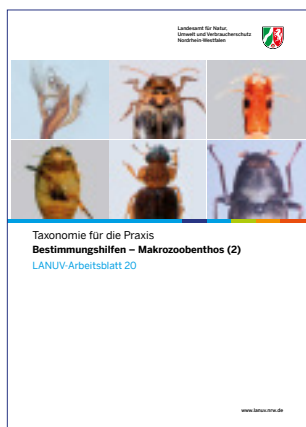 Landesamt für Natur,
Umwelt und Verbraucherschutz
Nordrhein-Westfalen
Taxonomie für die Praxis
Bestimmungshilfen – Makrozoobenthos (2)
LANUV-Arbeitsblatt 20
www.lanuv.nrw.de